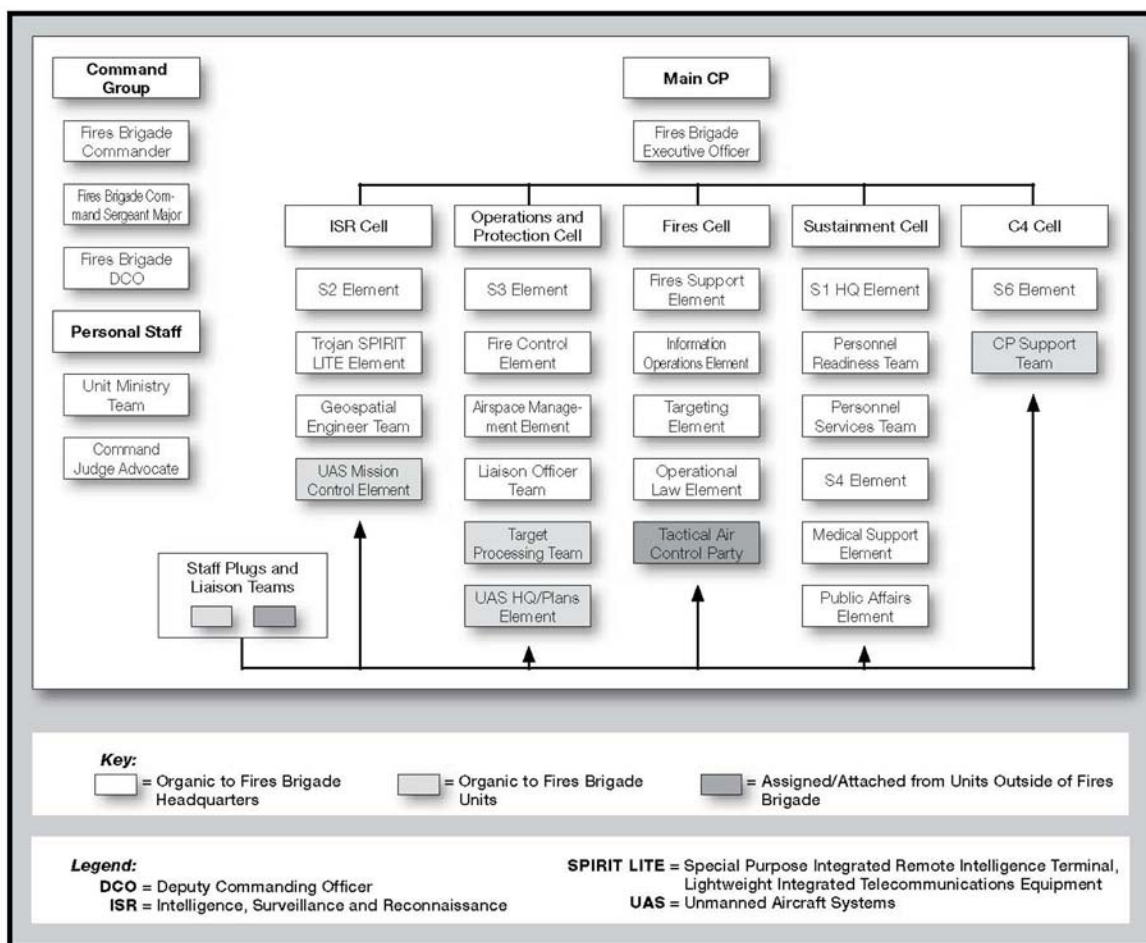 Command
Group
Fires Brigade
Commander
Fires Brigade Com-
mand Sergeant Major
Fires Brigade
DCO
Personal Staff
Unit Ministry
Team
Command
Judge Advocate
Main CP
Fires Brigade
Executive Officer
ISR Cell
S2 Element
Trojan SPIRIT
LITE Element
Geospatial
Engineer Team
UAS Mission
Control Element
Operations and
Protection Cell
S3 Element
Fire Control
Element
Airspace Manage-
ment Element
Liaison Officer
Team
Target
Processing Team
UAS HQ/Plans
Element
Fires Cell
Fires Support
Element
Information
Operations Element
Targeting
Element
Operational
Law Element
Tactical Air
Control Party
Sustainment Cell
S1 HQ Element
Personnel
Readiness Team
Personnel
Services Team
S4 Element
Medical Support
Element
Public Affairs
Element
C4 Cell
S6 Element
CP Support
Team
Staff Plugs and
Liaison Teams
Key:
= Organic to Fires Brigade
Headquarters
= Organic to Fires Brigade
Units
= Assigned/Attached from Units Outside of Fires
Brigade
Legend:
DCO = Deputy Commanding Officer
ISR = Intelligence, Surveillance and Reconnaissance
SPIRIT LITE = Special Purpose Integrated Remote Intelligence Terminal,
Lightweight Integrated Telecommunications Equipment
UAS = Unmanned Aircraft Systems